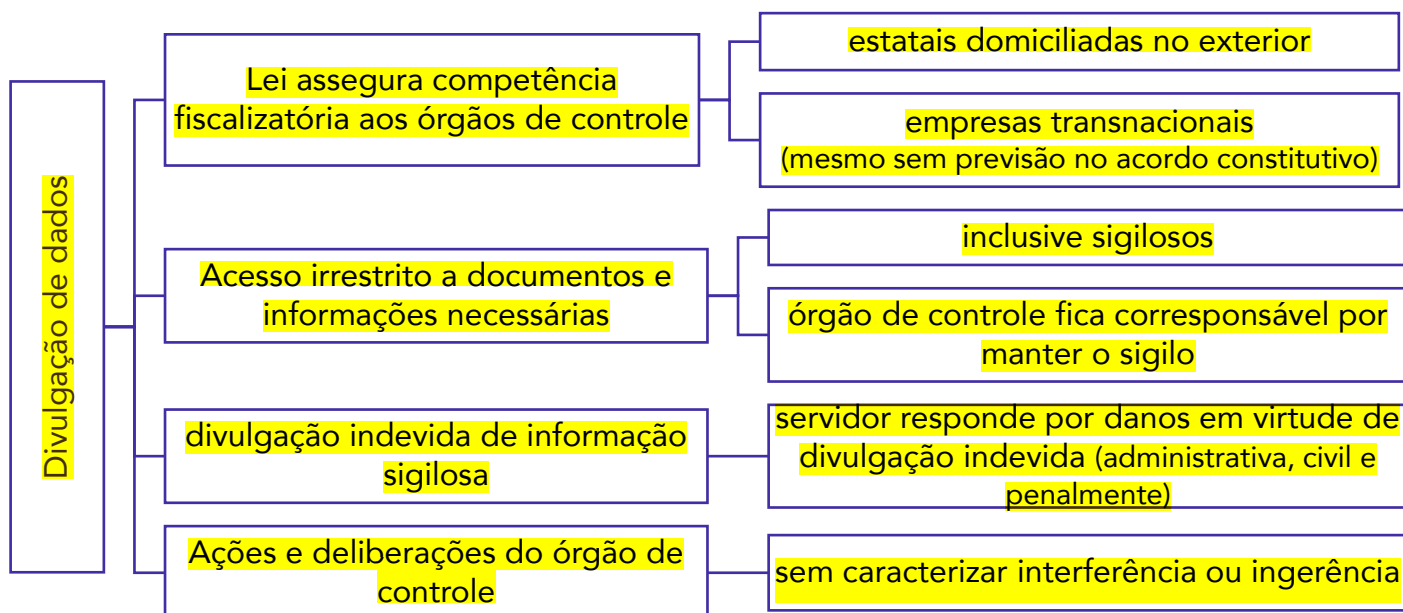 Divulgação de dados
Lei assegura competência
fiscalizatória aos órgãos de controle
estatais domiciliadas no exterior
empresas transnacionais
(mesmo sem previsão no acordo constitutivo)
Acesso irrestrito a documentos e
informações necessárias
inclusive sigilosos
órgão de controle fica corresponsável por
manter o sigilo
divulgação indevida de informação
sigilosa
servidor responde por danos em virtude de
divulgação indevida (administrativa, civil e
penalmente)
Ações e deliberações do órgão de
controle
sem caracterizar interferência ou ingerência